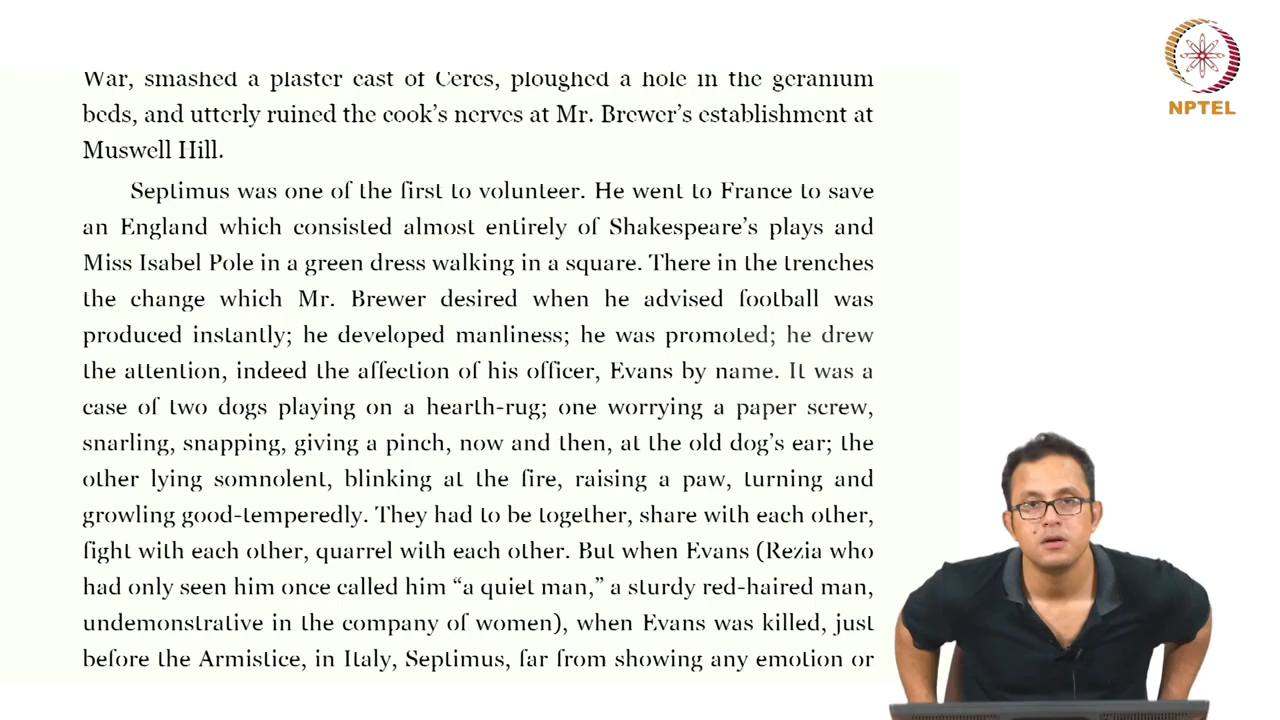 War, smashed a plaster cast of Ceres, ploughed a hole in the geranium
beds, and utterly ruined the cook's nerves at Mr. Brewer's establishment at
Muswell Hill.
Septimus was one of the first to volunteer. He went to France to save
an England which consisted almost entirely of Shakespeare's plays and
Miss Isabel Pole in a green dress walking in a square. There in the trenches
the change which Mr. Brewer desired when he advised football was
produced instantly; he developed manliness; he was promoted; he drew
the attention, indeed the affection of his officer, Evans by name. It was a
case of two dogs playing on a hearth-rug; one worrying a paper screw,
snarling, snapping, giving a pinch, now and then, at the old dog's ear; the
other lying somnolent, blinking at the fire, raising a paw, turning and
growling good-temperedly. They had to be together, share with each other,
fight with each other, quarrel with each other. But when Evans (Rezia who
had only seen him once called him “a quiet man,” a sturdy red-haired man,
undemonstrative in the company of women), when Evans was killed, just
before the Armistice, in Italy, Septimus, far from showing any emotion or
NPTEL